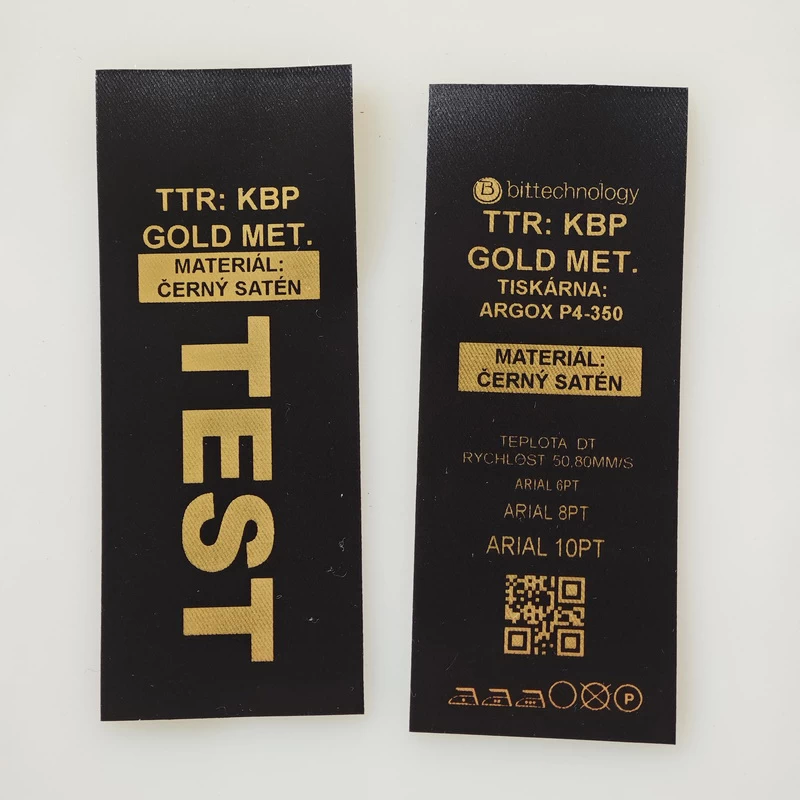 TTR: KBP
GOLD MET.
MATERIÁL:
ČERNÝ SATÉN
TEST
B bittechnology
TTR: KBP
GOLD MET.
TISKÁRNA:
ARGOX P4-350
MATERIÁL:
ČERNÝ SATÉN
TEPLOTA DT
RYCHLOST 50,80MM/S
ARIAL 6PT
ARIAL 8PT
ARIAL 10PT
P